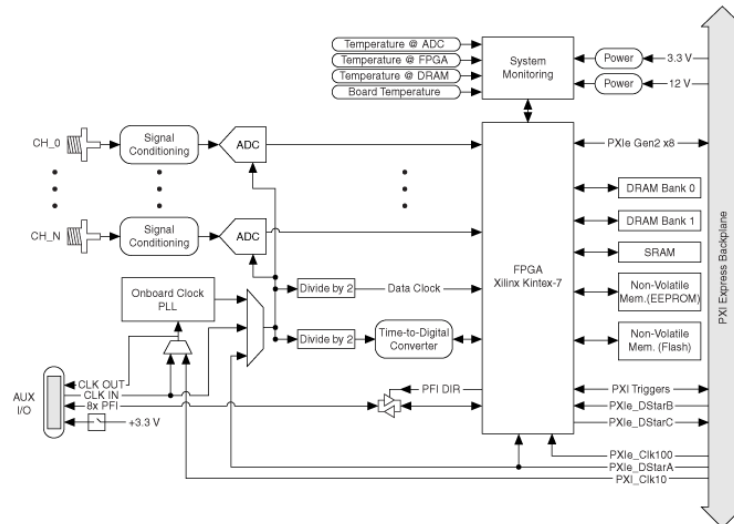 Temperature @ ADC
Temperature @ FPGA
Temperature @ DRAM
Board Temperature
System
Monitoring
Power
3.3 V
Power
12 V
CH_0
Signal
Conditioning
ADC
PXIe Gen2 x8
DRAM Bank 0
CH_N
Signal
Conditioning
ADC
DRAM Bank 1
SRAM
FPGA
Xilinx Kintex-7
Onboard Clock
PLL
Divide by 2
Data Clock
Non-Volatile
Mem.(EEPROM)
Divide by 2
Time-to-Digital
Converter
Non-Volatile
Mem. (Flash)
PXI Express Backplane
AUX
I/O
CLK OUT
CLK IN
8x PFI
+3.3 V
PFI DIR
PXI Triggers
PXIe_DStarB
PXIe_DStarC
PXIe_Clk100
PXIe_DStarA
PXI_Clk10